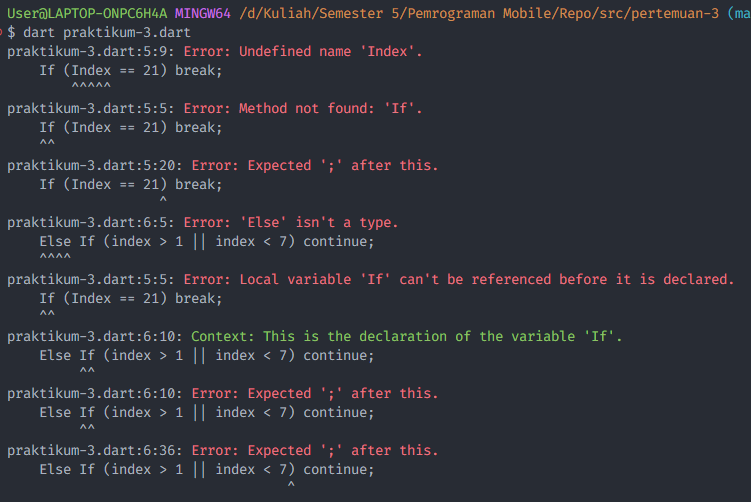 User@LAPTOP-ONPC6H4A MINGW64 /d/Kuliah/Semester 5/Pemrograman Mobile/Repo/src/pertemuan-3 (ma
$ dart praktikum-3.dart
praktikum-3.dart:5:9: Error: Undefined name 'Index'.
    If (Index == 21) break;
        ^^^^^
praktikum-3.dart:5:5: Error: Method not found: 'If'.
    If (Index == 21) break;
    ^^
praktikum-3.dart:5:20: Error: Expected ';' after this.
    If (Index == 21) break;
                   ^
praktikum-3.dart:6:5: Error: 'Else' isn't a type.
    Else If (index > 1 || index < 7) continue;
    ^^^^
praktikum-3.dart:5:5: Error: Local variable 'If' can't be referenced before it is declared.
    If (Index == 21) break;
    ^^
praktikum-3.dart:6:10: Context: This is the declaration of the variable 'If'.
    Else If (index > 1 || index < 7) continue;
         ^^
praktikum-3.dart:6:10: Error: Expected ';' after this.
    Else If (index > 1 || index < 7) continue;
         ^^
praktikum-3.dart:6:36: Error: Expected ';' after this.
    Else If (index > 1 || index < 7) continue;
                                   ^